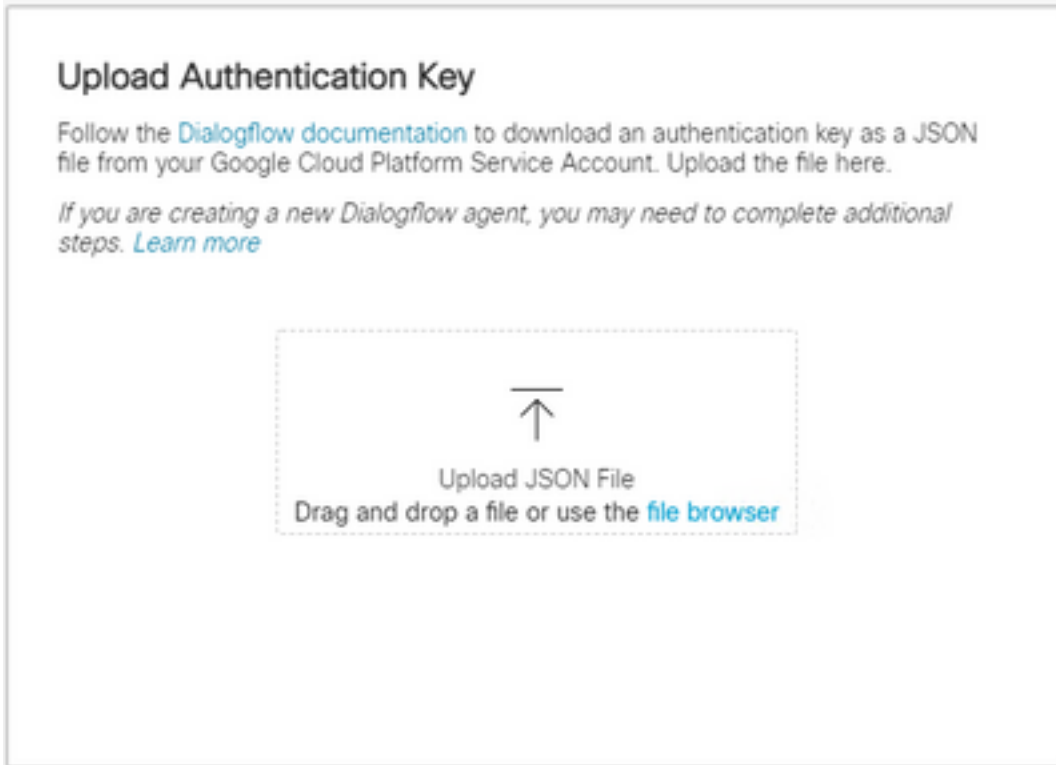 Upload Authentication Key
Follow the Dialogflow documentation to download an authentication key as a JSON
file from your Google Cloud Platform Service Account. Upload the file here.
If you are creating a new Dialogflow agent, you may need to complete additional
steps. Learn more
Upload JSON File
Drag and drop a file or use the file browser